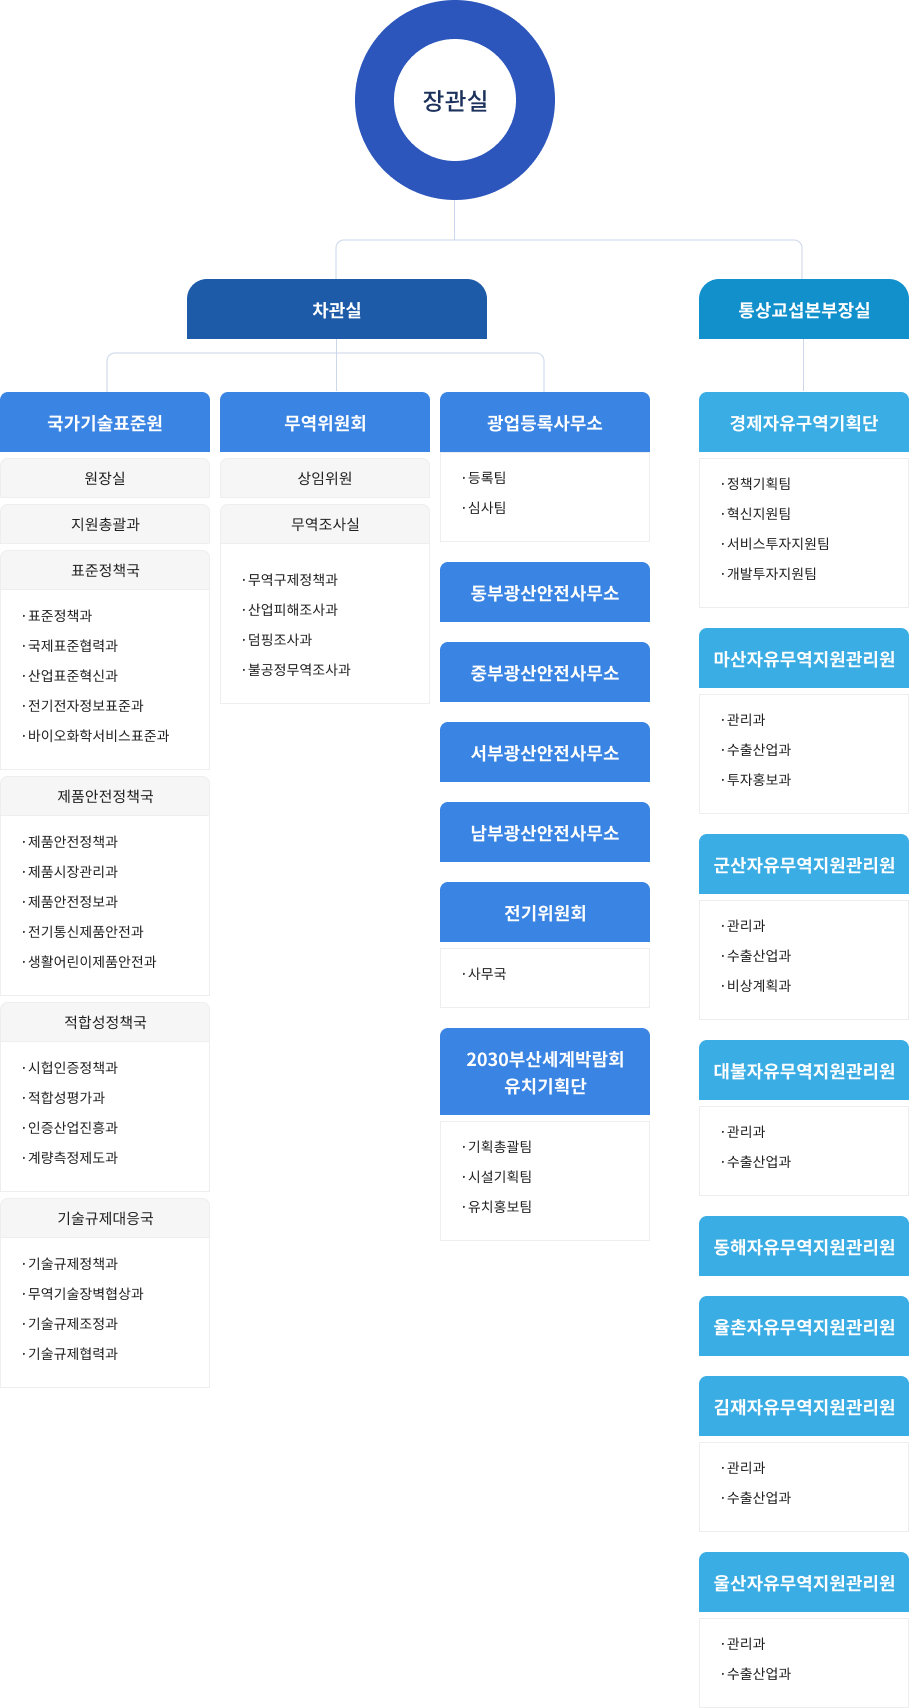 장관실
차관실
통상교섭본부장실
국가기술표준원
원장실
지원총괄과
표준정책국
· 표준정책과
· 국제표준협력과
· 산업표준혁신과
· 전기전자정보표준과
· 바이오화학서비스표준과
제품안전정책국
· 제품안전정책과
· 제품시장관리과
· 제품안전정보과
· 전기통신제품안전과
· 생활어린이제품안전과
적합성정책국
· 시헙인증정책과
· 적합성평가과
· 인증산업진흥과
· 계량측정제도과
기술규제대응국
· 기술규제정책과
· 무역기술장벽협상과
· 기술규제조정과
· 기술규제협력과
무역위원회
상임위원
무역조사실
· 무역구제정책과
· 산업피해조사과
· 덤핑조사과
· 불공정무역조사과
광업등록사무소
· 등록팀
· 심사팀
동부광산안전사무소
중부광산안전사무소
서부광산안전사무소
남부광산안전사무소
전기위원회
· 사무국
2030부산세계박람회
유치기획단
· 기획총괄팀
· 시설기획팀
· 유치홍보팀
경제자유구역기획단
· 정책기획팀
· 혁신지원팀
· 서비스투자지원팀
· 개발투자지원팀
마산자유무역지원관리원
· 관리과
· 수출산업과
· 투자홍보과
군산자유무역지원관리원
· 관리과
· 수출산업과
· 비상계획과
대불자유무역지원관리원
· 관리과
· 수출산업과
동해자유무역지원관리원
율촌자유무역지원관리원
김재자유무역지원관리원
· 관리과
· 수출산업과
울산자유무역지원관리원
· 관리과
· 수출산업과